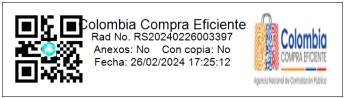 Colombia Compra Eficiente
Rad No. RS20240226003397
Anexos: No Con copia: No
Fecha: 26/02/2024 17:25:12
Colombia
Compra Eficiente
Agencia Nacional de Contratación Pública